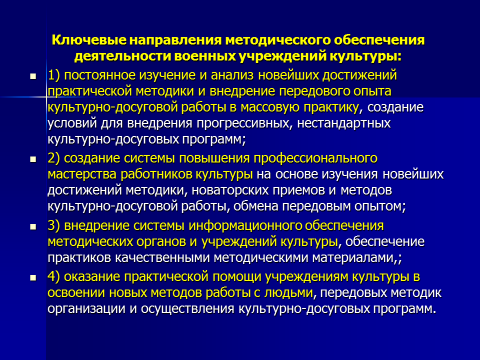 Ключевые направления методического обеспечения
деятельности военных учреждений культуры:
1) постоянное изучение и анализ новейших достижений
практической методики и внедрение передового опыта
культурно-досуговой работы в массовую практику, создание
условий для внедрения прогрессивных, нестандартных
культурно-досуговых программ;
2) создание системы повышения профессионального
мастерства работников культуры на основе изучения новейших
достижений методики, новаторских приемов и методов
культурно-досуговой работы, обмена передовым опытом;
3) внедрение системы информационного обеспечения
методических органов и учреждений культуры, обеспечение
практиков качественными методическими материалами,;
4) оказание практической помощи учреждениям культуры в
освоении новых методов работы с людьми, передовых методик
организации и осуществления культурно-досуговых программ.